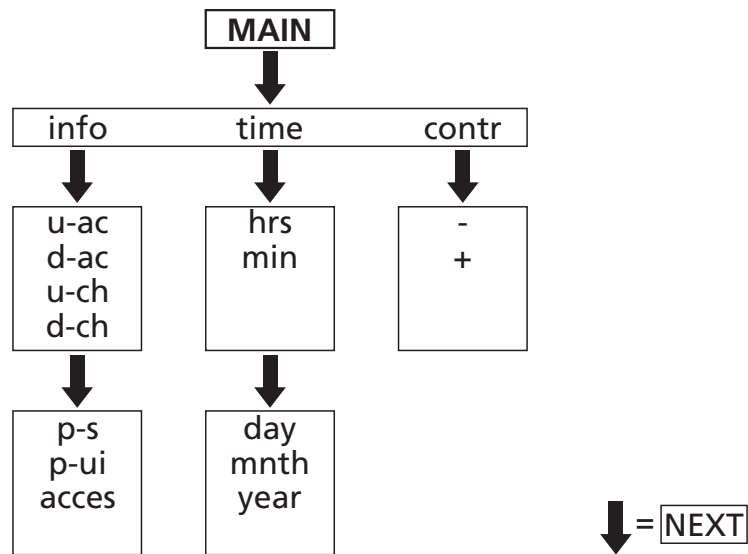 MAIN
info time contr
u-ac
d-ac
u-ch
d-ch
hrs
min
-
+
p-s
p-ui
acces
day
mnth
year
= NEXT